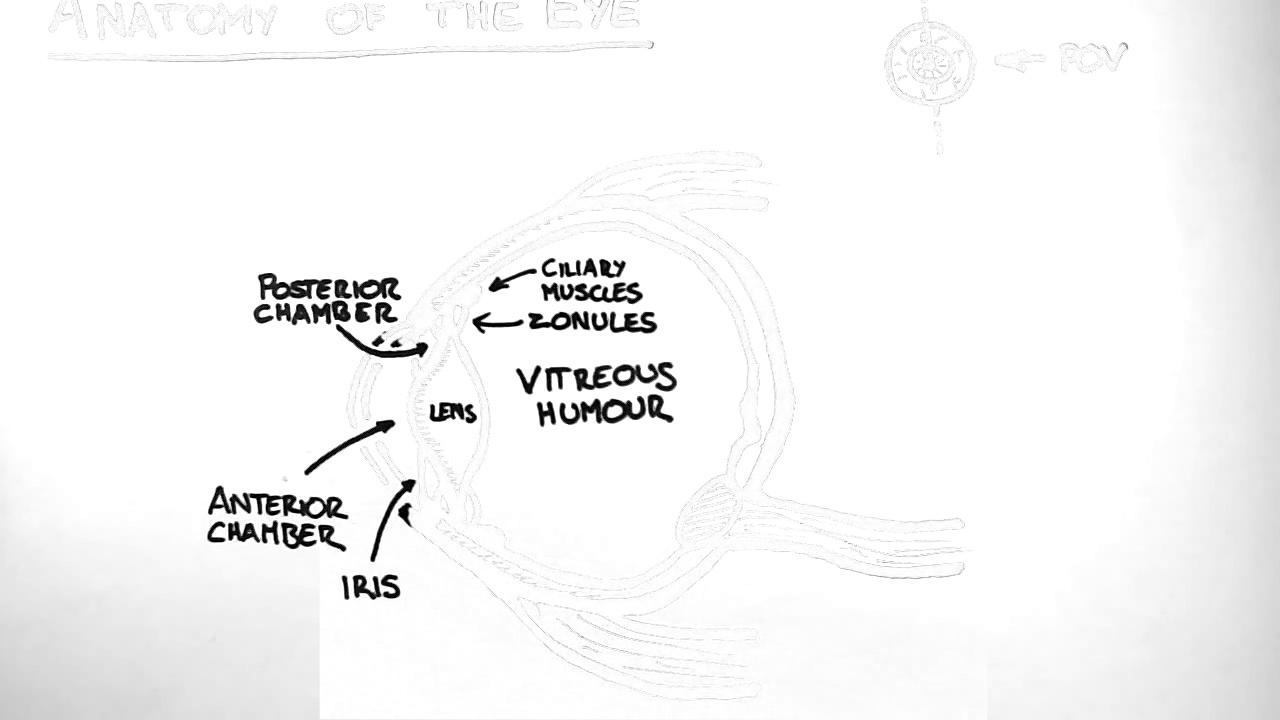 ANATOMY OF THE EYE
POV
CILIARY
MUSCLES
POSTERIOR
CHAMBER
ZONULES
VITREOUS
HUMOUR
LENS
ANTERIOR
CHAMBER
IRIS